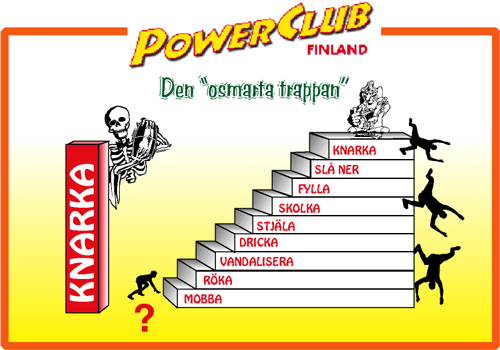 POWERCLUB
FINLAND
Den "osmarta trappan"
KNARKA
KNARKA
SLÅ NER
FYLLA
SKOLKA
STJÄLA
DRICKA
VANDALISERA
RÖKA
MOBBA
?